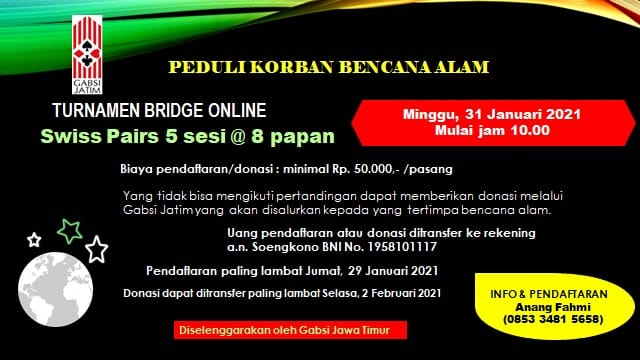 GABSI
JATIM
PEDULI KORBAN BENCANA ALAM
TURNAMEN BRIDGE ONLINE
Swiss Pairs 5 sesi @ 8 papan
Minggu, 31 Januari 2021
Mulai jam 10.00
Biaya pendaftaran/donasi : minimal Rp. 50.000,- /pasang
Yang tidak bisa mengikuti pertandingan dapat memberikan donasi melalui
Gabsi Jatim yang akan disalurkan kepada yang tertimpa bencana alam.
Uang pendaftaran atau donasi ditransfer ke rekening
a.n. Soengkono BNI No. 1958101117
Pendaftaran paling lambat Jumat, 29 Januari 2021
Donasi dapat ditransfer paling lambat Selasa, 2 Februari 2021
INFO & PENDAFTARAN
Anang Fahmi
(0853 3481 5658)
Diselenggarakan oleh Gabsi Jawa Timur